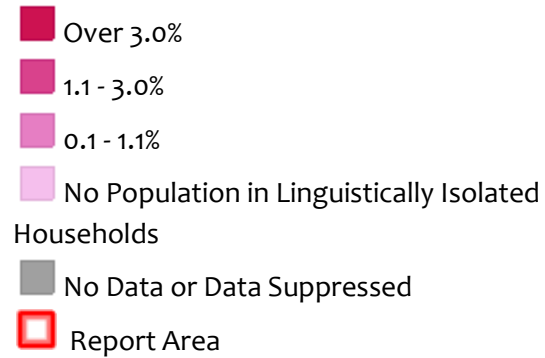 Over 3.0%
1.1 - 3.0%
0.1 - 1.1%
No Population in Linguistically Isolated
Households
No Data or Data Suppressed
Report Area